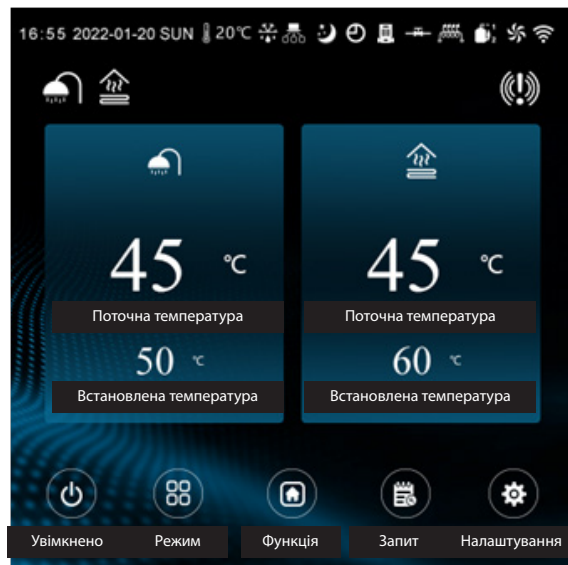 16:55 2022-01-20 SUN 20℃
45 ℃ 45 ℃
Поточна температура Поточна температура
50 ℃ 60 ℃
Встановлена температура Встановлена температура
Увімкнено Режим Функція Запит Налаштування